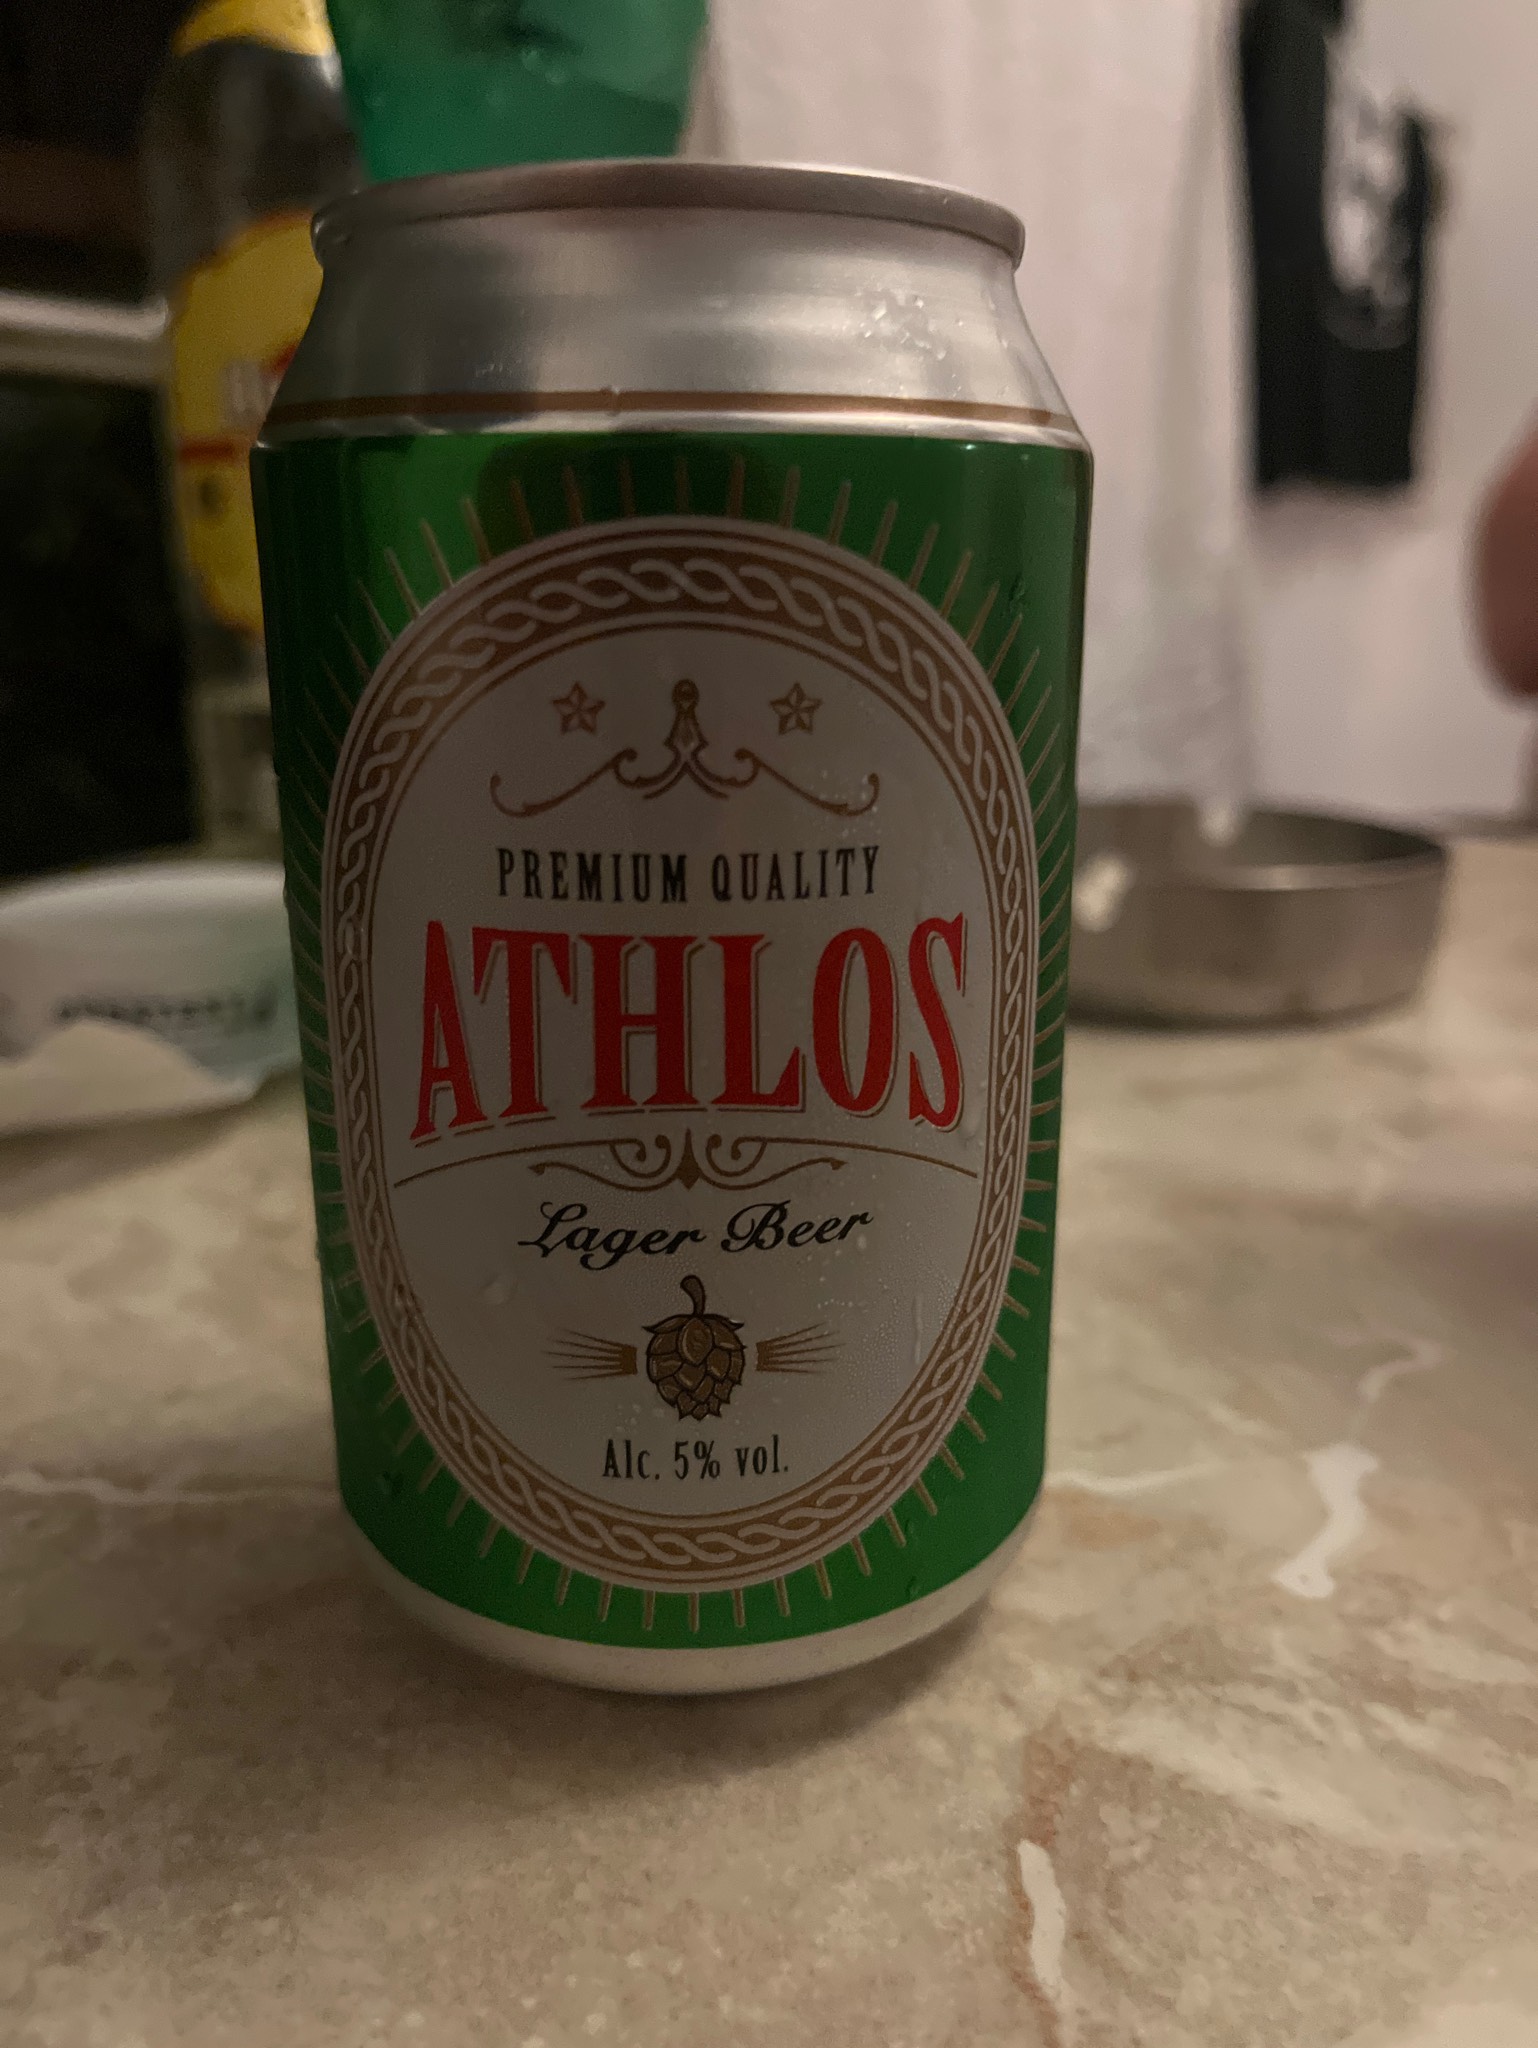 PREMIUM QUALITY
ATHLOS
Lager Beer
Alc. 5% vol.